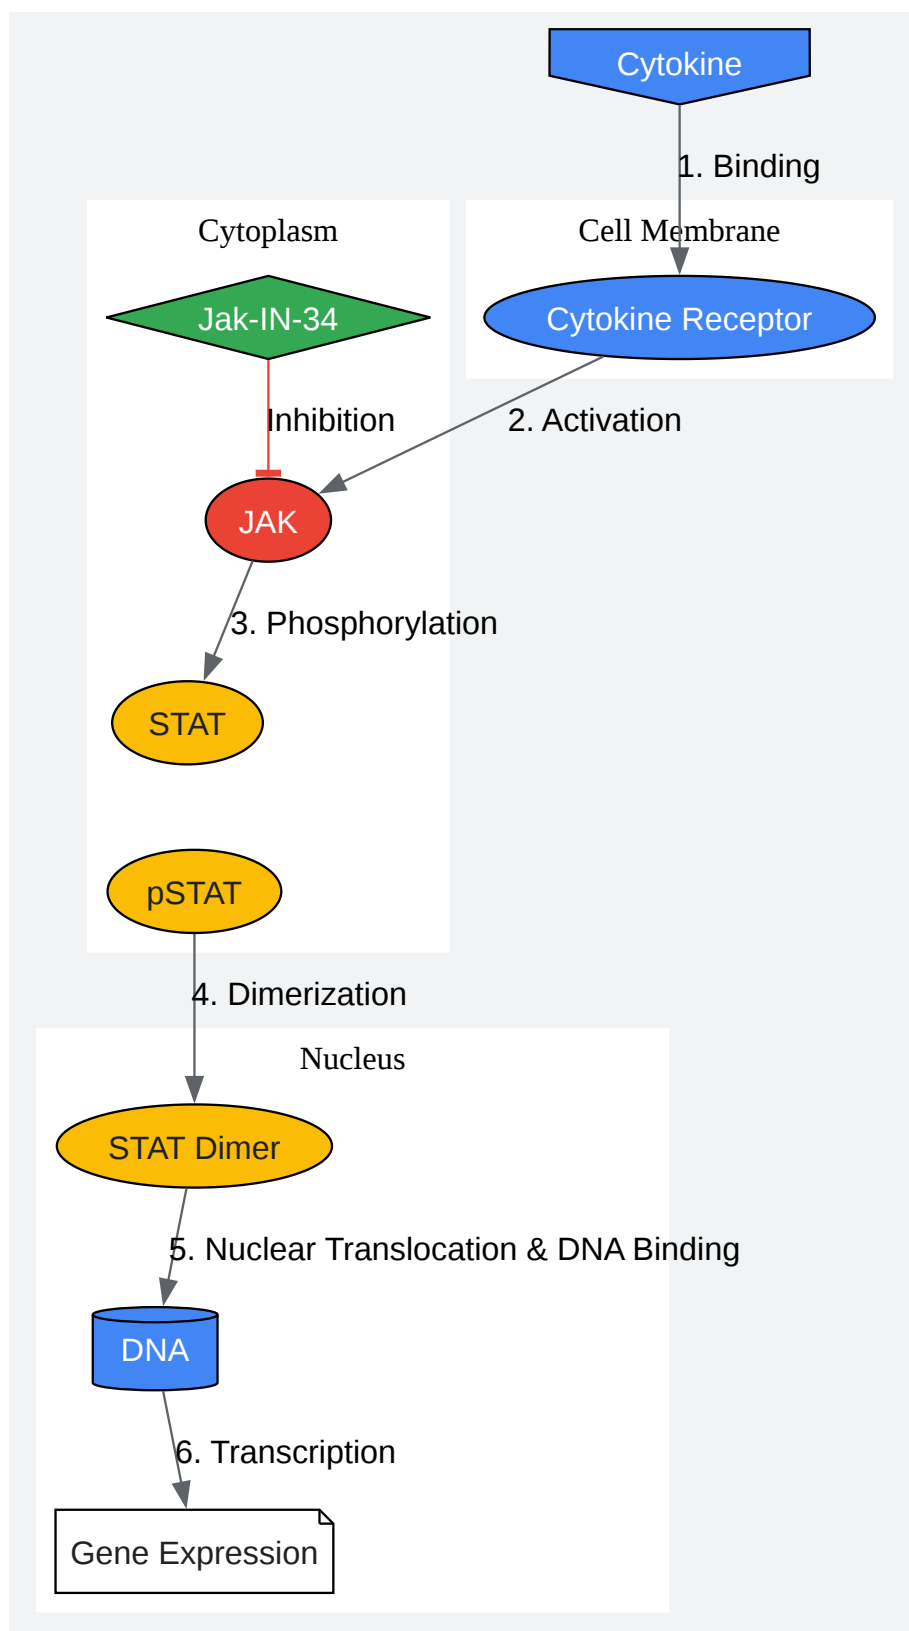 Cytokine
1. Binding
Cytoplasm
Cell Membrane
Jak-IN-34
Cytokine Receptor
Inhibition
2. Activation
JAK
3. Phosphorylation
STAT
pSTAT
4. Dimerization
Nucleus
STAT Dimer
5. Nuclear Translocation & DNA Binding
DNA
6. Transcription
Gene Expression